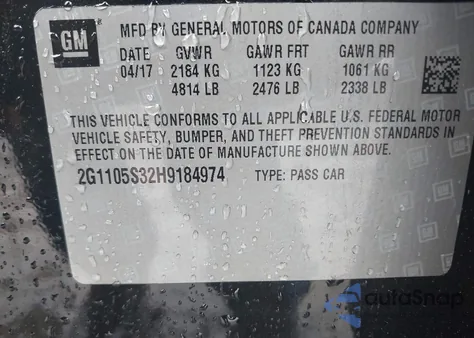 GM
MFD BY GENERAL MOTORS OF CANADA COMPANY
DATE GVWR GAWR FRT GAWR RR
04/17 2184 KG 1123 KG 1061 KG
4814 LB 2476 LB 2338 LB
THIS VEHICLE CONFORMS TO ALL APPLICABLE U.S. FEDERAL MOTOR
VEHICLE SAFETY, BUMPER, AND THEFT PREVENTION STANDARDS IN
EFFECT ON THE DATE OF MANUFACTURE SHOWN ABOVE.
2G1105S32H9184974 TYPE: PASS CAR
autoSnap